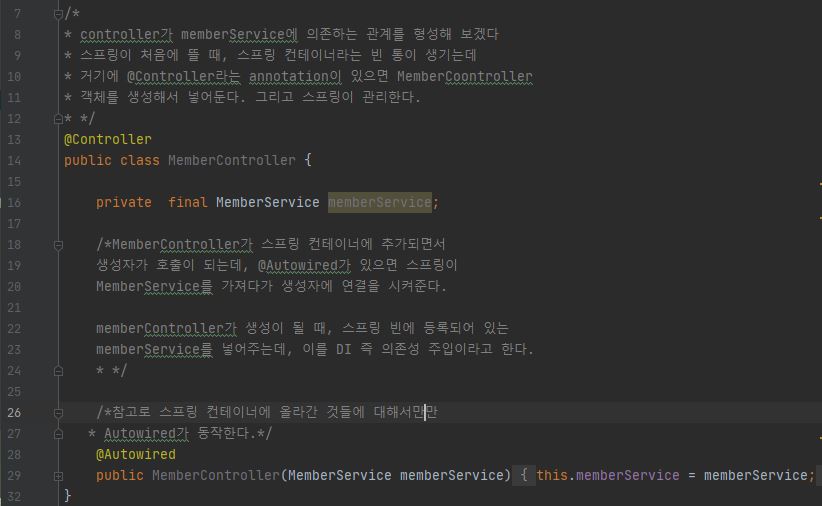 7 /*
8 * controller가 memberService에 의존하는 관계를 형성해 보겠다
9 * 스프링이 처음에 뜰 때, 스프링 컨테이너라는 빈 통이 생기는데
10 * 거기에 @Controller라는 annotation이 있으면 MemberCoontroller
11 * 객체를 생성해서 넣어둔다. 그리고 스프링이 관리한다.
12 * */
13 @Controller
14 public class MemberController {
15
16 private  final MemberService memberService;
17
18 /*MemberController가 스프링 컨테이너에 추가되면서
19 생성자가 호출이 되는데, @Autowired가 있으면 스프링이
20 MemberService를 가져다가 생성자에 연결을 시켜준다.
21
22 memberController가 생성이 될 때, 스프링 빈에 등록되어 있는
23 memberService를 넣어주는데, 이를 DI 즉 의존성 주입이라고 한다.
24 * */
25
26 /*참고로 스프링 컨테이너에 올라간 것들에 대해서만만
27 * Autowired가 동작한다.*/
28 @Autowired
29 public MemberController(MemberService memberService) { this.memberService = memberService;
32 }